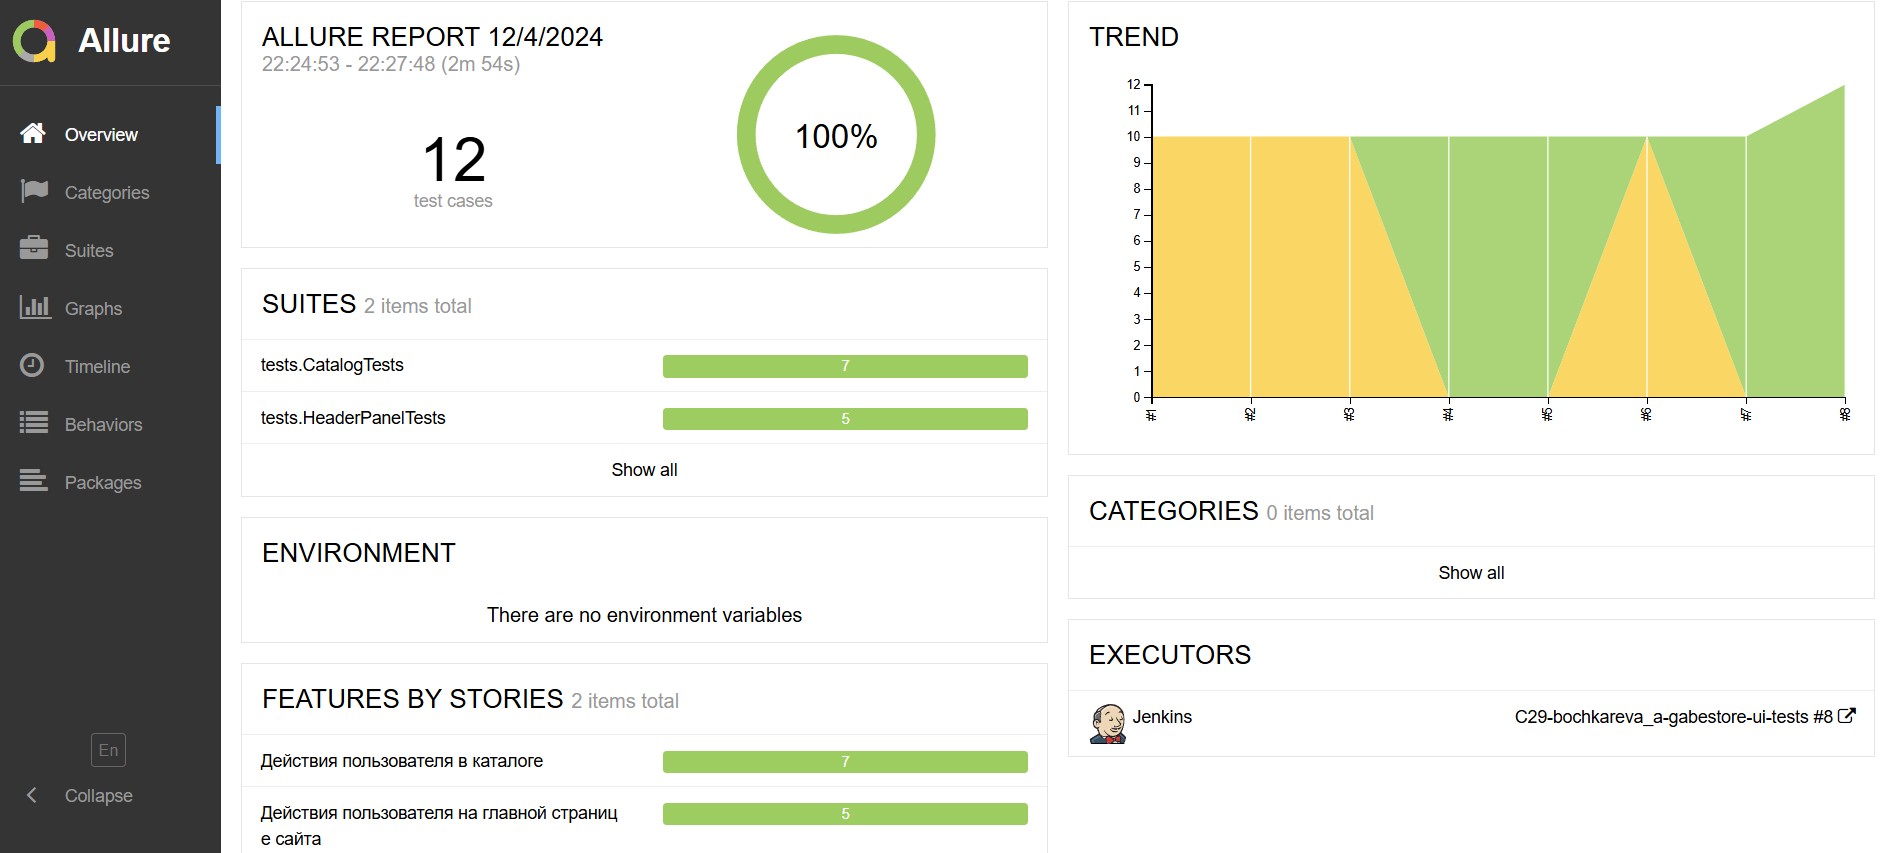 Allure
Overview
Categories
Suites
Graphs
Timeline
Behaviors
Packages
En
Collapse
ALLURE REPORT 12/4/2024
22:24:53 - 22:27:48 (2m 54s)
12
test cases
100%
SUITES 2 items total
tests.CatalogTests 7
tests.HeaderPanelTests 5
Show all
ENVIRONMENT
There are no environment variables
FEATURES BY STORIES 2 items total
Действия пользователя в каталоге 7
Действия пользователя на главной страниц 5
е сайта
TREND
12
11
10
9
8
7
6
5
4
3
2
1
0
#1 #2 #3 #4 #5 #6 #7 #8
CATEGORIES 0 items total
Show all
EXECUTORS
Jenkins C29-bochkareva_a-gabestore-ui-tests #8